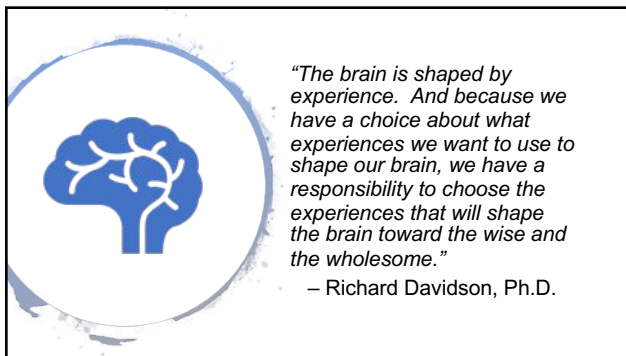 “The brain is shaped by
experience.  And because we
have a choice about what
experiences we want to use to
shape our brain, we have a
responsibility to choose the
experiences that will shape
the brain toward the wise and
the wholesome.”
– Richard Davidson, Ph.D.